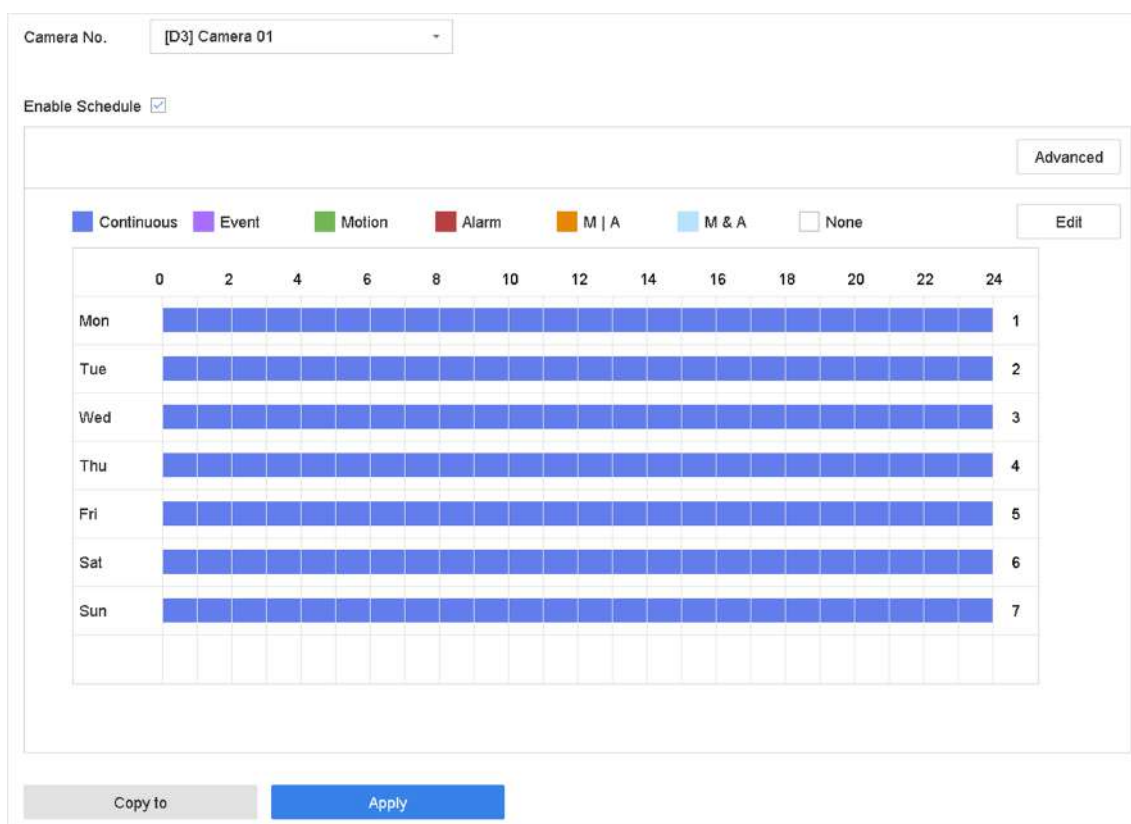 Camera No. [D3] Camera 01
Enable Schedule
Advanced
Continuous Event Motion Alarm M | A M & A None Edit
0 2 4 6 8 10 12 14 16 18 20 22 24
Mon 1
Tue 2
Wed 3
Thu 4
Fri 5
Sat 6
Sun 7
Copy to Apply